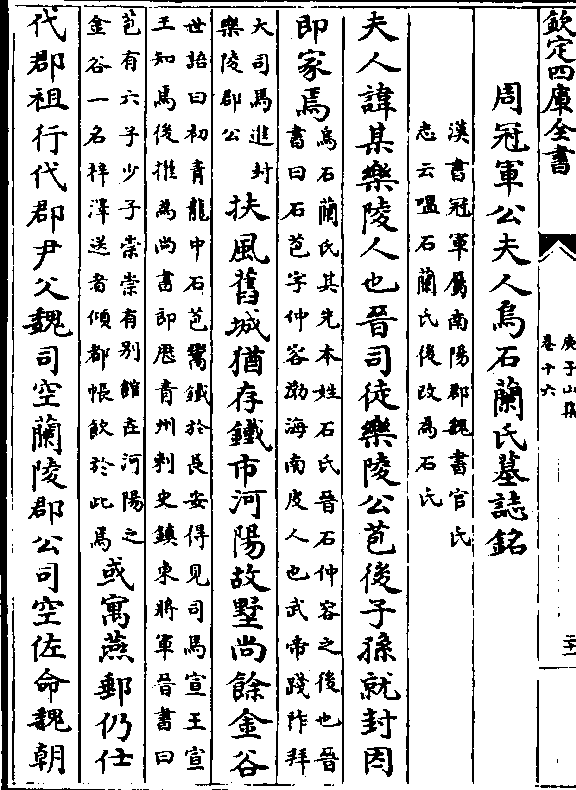 欽定四庫全書
庚子山集
卷十六
周冠軍公夫人烏石蘭氏墓誌銘
漢書冠軍屬南陽郡魏書官氏
志云嗢石蘭氏後改為石氏
夫人諱某樂陵人也晉司徒樂陵公苞後子孫就封因
即家焉
烏石蘭氏其先本姓石氏晉石仲容之後也晉
書曰石苞字仲容渤海南皮人也武帝踐阼拜
大司馬進封
樂陵郡公
扶風舊城猶存鐵市河陽故墅尚餘金谷
世語曰初青龍中石苞鬻鐵於長安得見司馬宣王宣
王知焉後擢為尚書郎歷青州刺史鎮東將軍晉書曰
苞有六子少子崇崇有別館在河陽之
金谷一名梓澤送者傾都帳飲於此焉
或寓燕郵仍仕
代郡祖行代郡尹父魏司空蘭陵郡公司空佐命魏朝